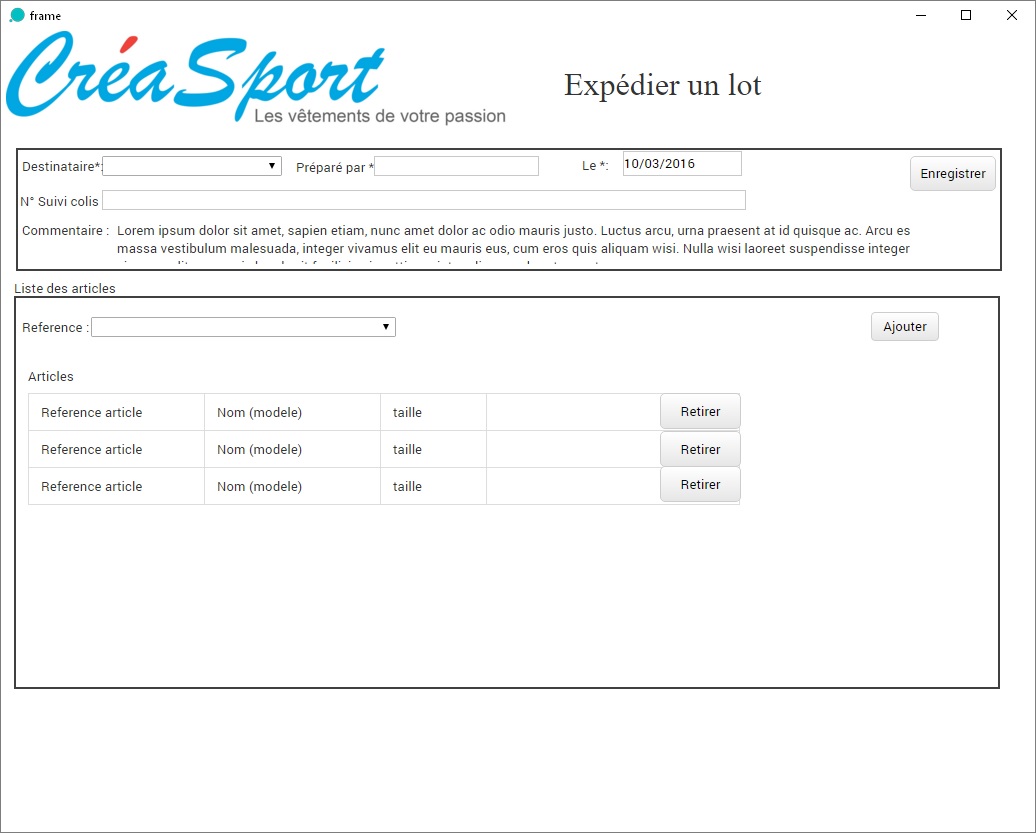 frame
CréaSport
Les vêtements de votre passion
Expédier un lot
Destinataire*: Préparé par * Le *: 10/03/2016 Enregistrer
N° Suivi colis
Commentaire : Lorem ipsum dolor sit amet, sapien etiam, nunc amet dolor ac odio mauris justo. Luctus arcu, urna praesent at id quisque ac. Arcu es
massa vestibulum malesuada, integer vivamus elit eu mauris eus, cum eros quis aliquam wisi. Nulla wisi laoreet suspendisse integer
Liste des articles
Reference : Ajouter
Articles
Reference article Nom (modele) taille Retirer
Reference article Nom (modele) taille Retirer
Reference article Nom (modele) taille Retirer